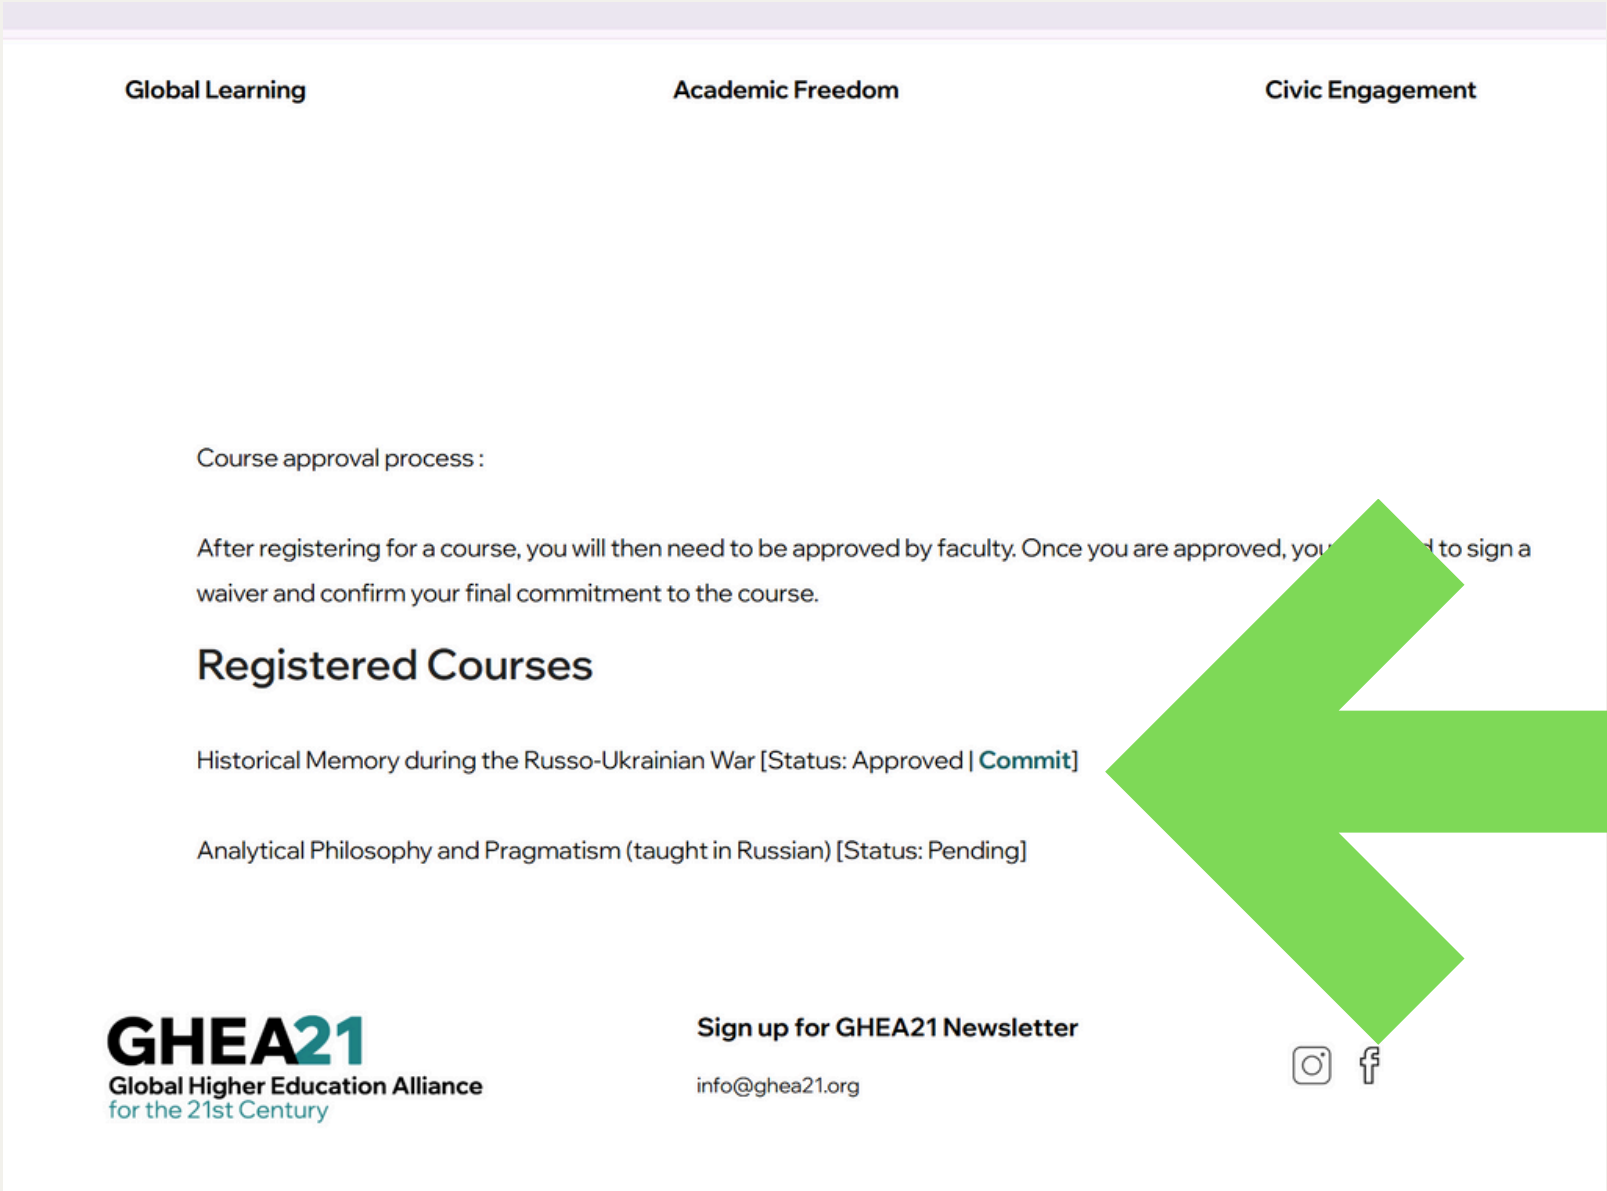 Global Learning
Academic Freedom
Civic Engagement
Course approval process :
After registering for a course, you will then need to be approved by faculty. Once you are approved, you to sign a
waiver and confirm your final commitment to the course.
Registered Courses
Historical Memory during the Russo-Ukrainian War [Status: Approved | Commit]
Analytical Philosophy and Pragmatism (taught in Russian) [Status: Pending]
GHEA21
Global Higher Education Alliance
for the 21st Century
Sign up for GHEA21 Newsletter
info@ghea21.org